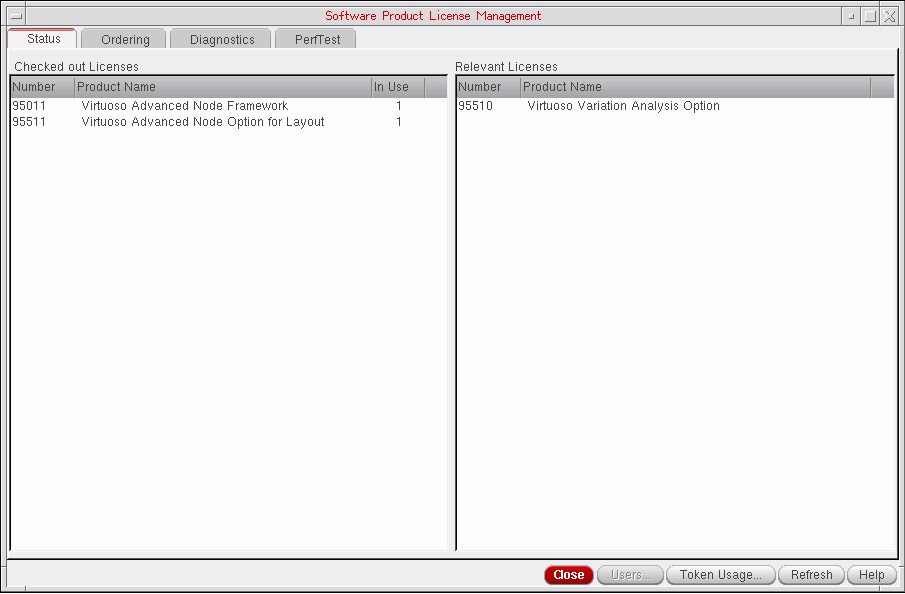 Software Product License Management
Status Ordering Diagnostics PerfTest
Checked out Licenses
Number Product Name In Use
95011 Virtuoso Advanced Node Framework 1
95511 Virtuoso Advanced Node Option for Layout 1
Relevant Licenses
Number Product Name
95510 Virtuoso Variation Analysis Option
Close Users... Token Usage... Refresh Help